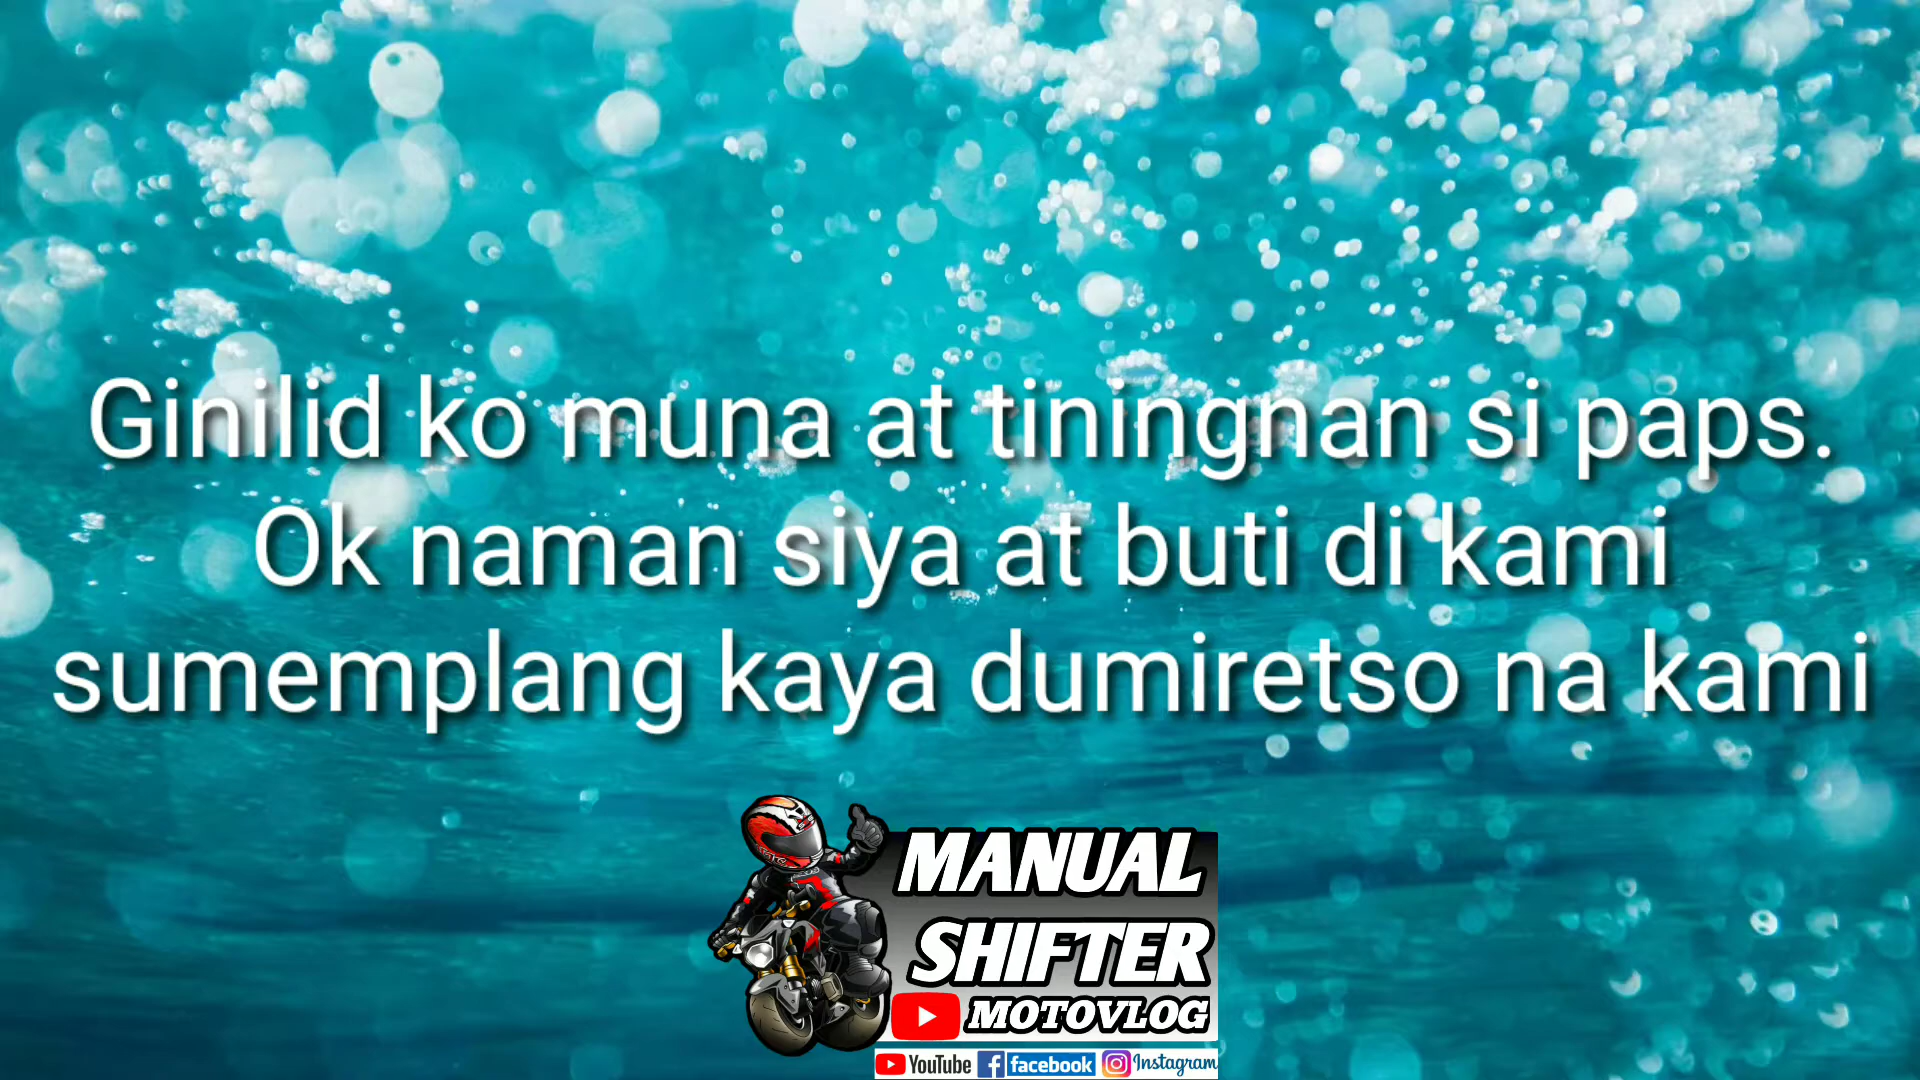 Ginilid ko muna at tiningnan si paps.
Ok naman siya at buti di kami
sumemplang kaya dumiretso na kami
MANUAL
SHIFTER
MOTOVLOG
YouTube facebook Instagram